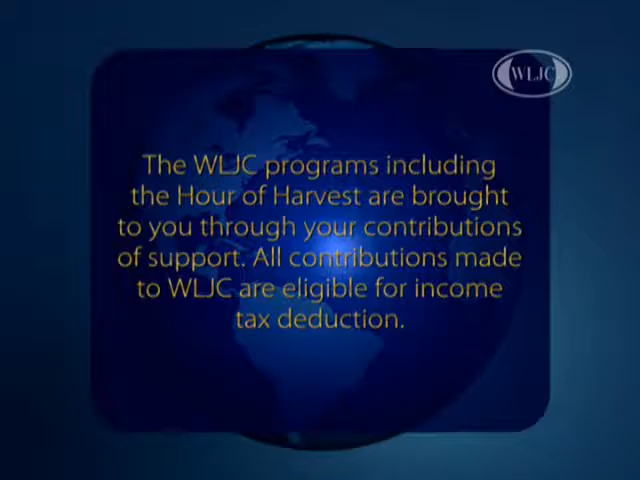 WLJC
The WLJC programs including
the Hour of Harvest are brought
to you through your contributions
of support. All contributions made
to WLJC are eligible for income
tax deduction.